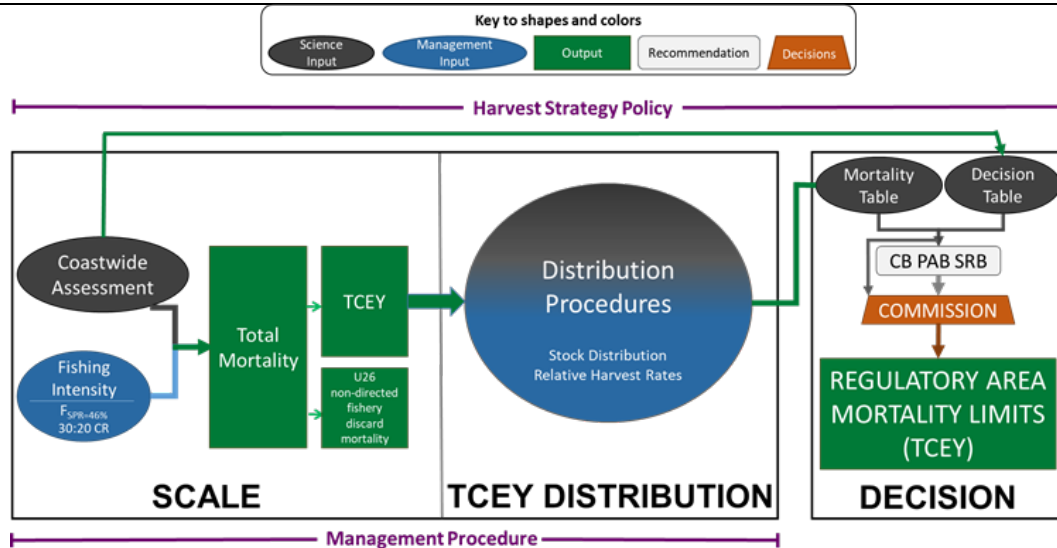 Key to shapes and colors
Science
Input
Management
Input
Output
Recommendation
Decisions
Harvest Strategy Policy
Coastwide
Assessment
Fishing
Intensity
FSPR=46%
30:20 CR
Total
Mortality
TCEY
U26
non-directed
fishery
discard
mortality
SCALE
Distribution
Procedures
Stock Distribution
Relative Harvest Rates
TCEY DISTRIBUTION
Mortality
Table
Decision
Table
CB PAB SRB
COMMISSION
REGULATORY AREA
MORTALITY LIMITS
(TCEY)
DECISION
Management Procedure